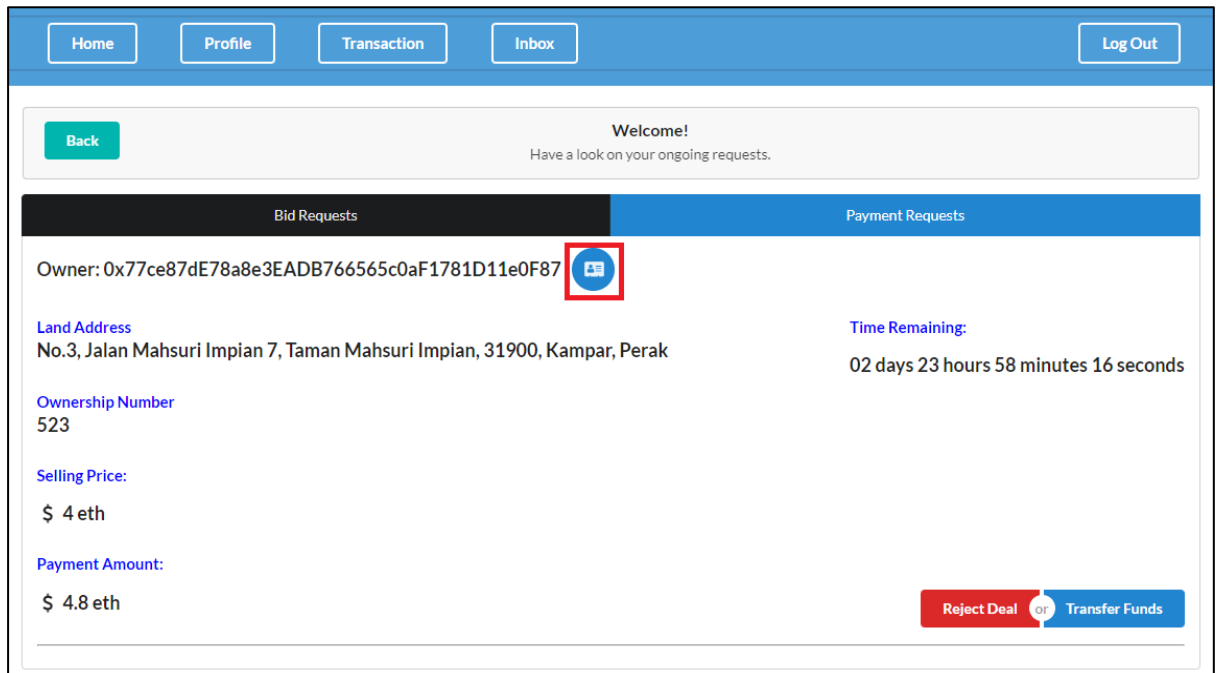 Home Profile Transaction Inbox Log Out
Back
Welcome!
Have a look on your ongoing requests.
Bid Requests Payment Requests
Owner: 0x77ce87dE78a8e3EADB766565c0aF1781D11e0F87
Land Address
No.3, Jalan Mahsuri Impian 7, Taman Mahsuri Impian, 31900, Kampar, Perak
Time Remaining:
02 days 23 hours 58 minutes 16 seconds
Ownership Number
523
Selling Price:
$ 4 eth
Payment Amount:
$ 4.8 eth
Reject Deal or Transfer Funds